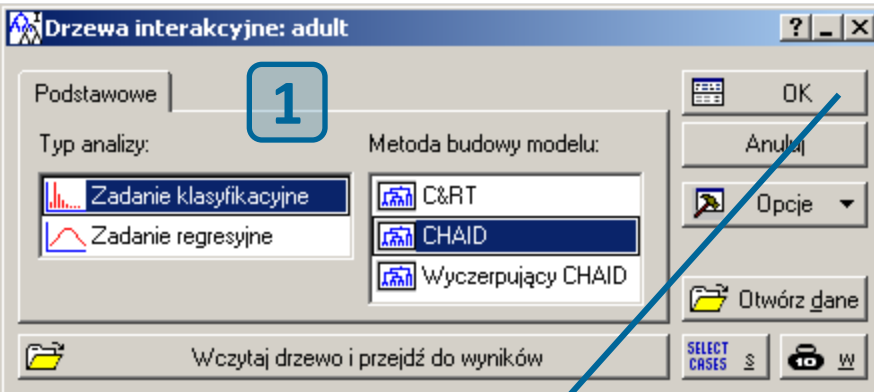 Drzewa interakcyjne: adult
Podstawowe
1
OK
Typ analizy:
Metoda budowy modelu:
Anuluj
Zadanie klasyfikacyjne
C&RT
Opcje
Zadanie regresyjne
CHAID
Wyczerpujący CHAID
Otwórz dane
Wczytaj drzewo i przejdź do wyników
SELECT
CASES
S
10
W